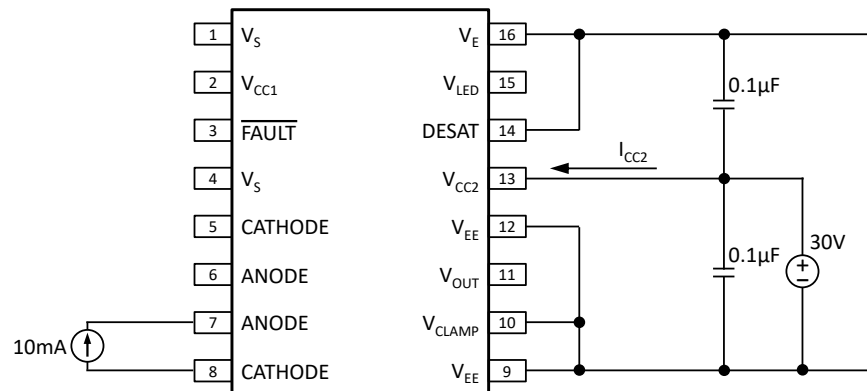 1 V_S V_E 16
2 V_CC1 V_LED 15 0.1µF
3 F̅A̅U̅L̅T̅ DESAT 14
I_CC2
4 V_S V_CC2 13
5 CATHODE V_EE 12
30V
0.1µF
6 ANODE V_OUT 11
7 ANODE V_CLAMP 10
10mA
8 CATHODE V_EE 9